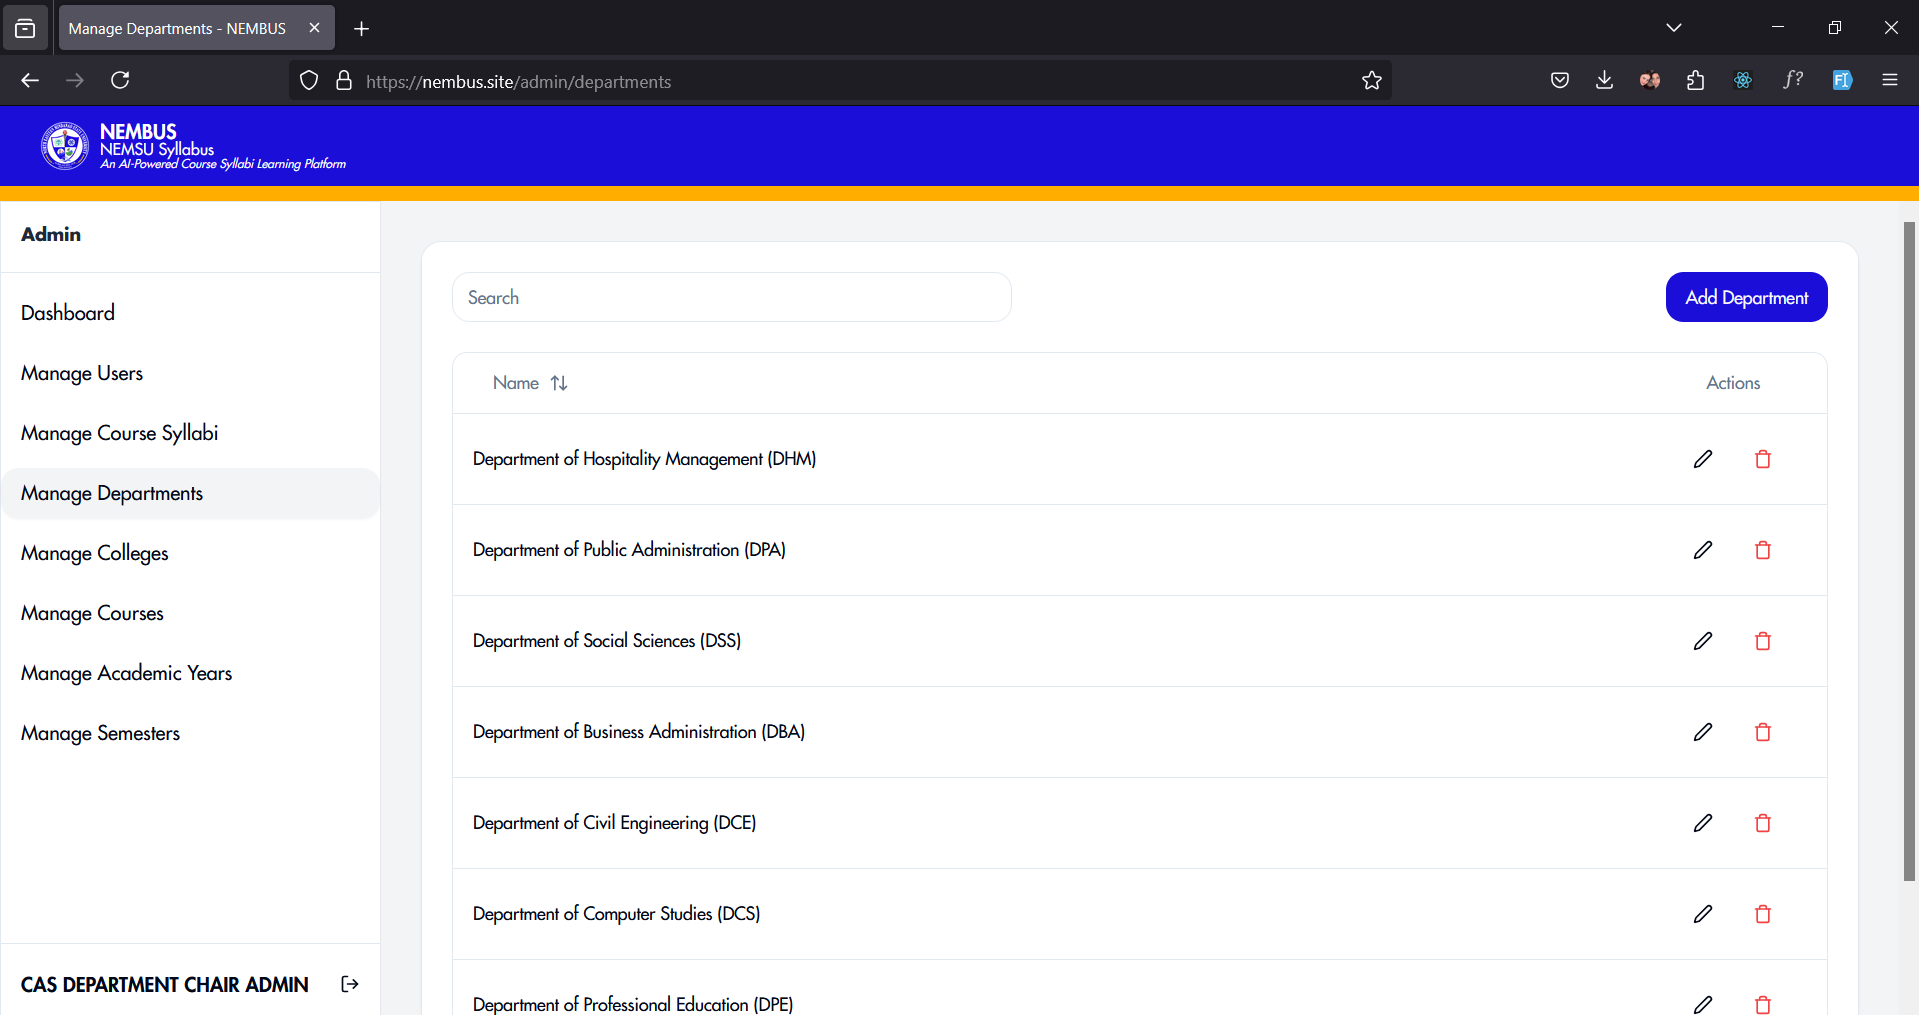 Manage Departments - NEMBUS
https://nembus.site/admin/departments
NEMBUS
NEMSU Syllabus
An AI-Powered Course Syllabi Learning Platform
Admin
Dashboard
Manage Users
Manage Course Syllabi
Manage Departments
Manage Colleges
Manage Courses
Manage Academic Years
Manage Semesters
CAS DEPARTMENT CHAIR ADMIN
Search
Add Department
Name
Actions
Department of Hospitality Management (DHM)
Department of Public Administration (DPA)
Department of Social Sciences (DSS)
Department of Business Administration (DBA)
Department of Civil Engineering (DCE)
Department of Computer Studies (DCS)
Department of Professional Education (DPE)